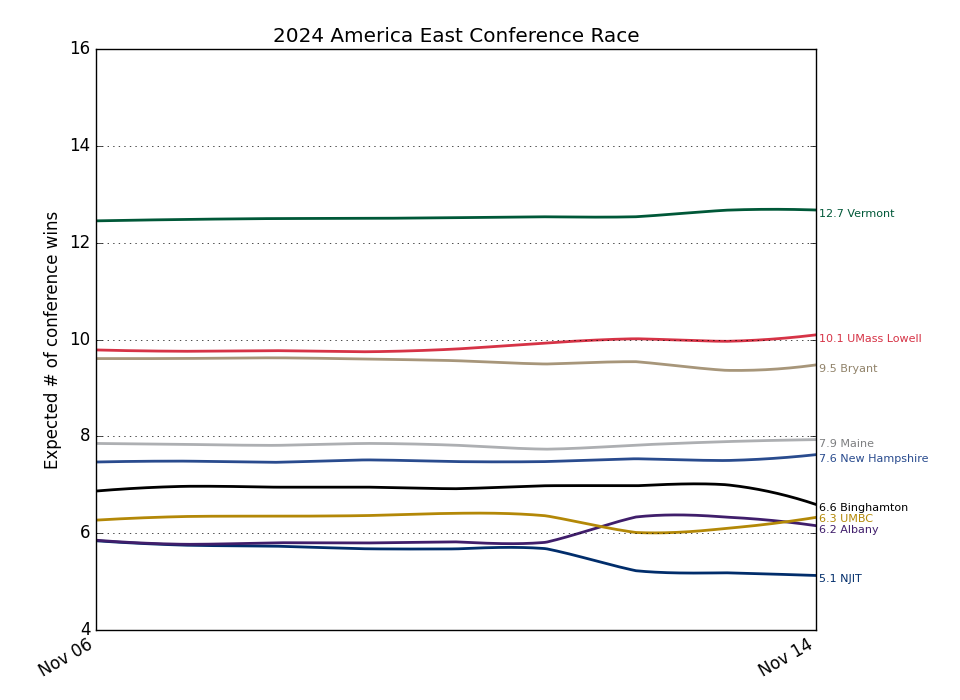 2024 America East Conference Race
Expected # of conference wins
16
14
12
10
8
6
4
Nov 06
Nov 14
12.7 Vermont
10.1 UMass Lowell
9.5 Bryant
7.9 Maine
7.6 New Hampshire
6.6 Binghamton
6.3 UMBC
6.2 Albany
5.1 NJIT